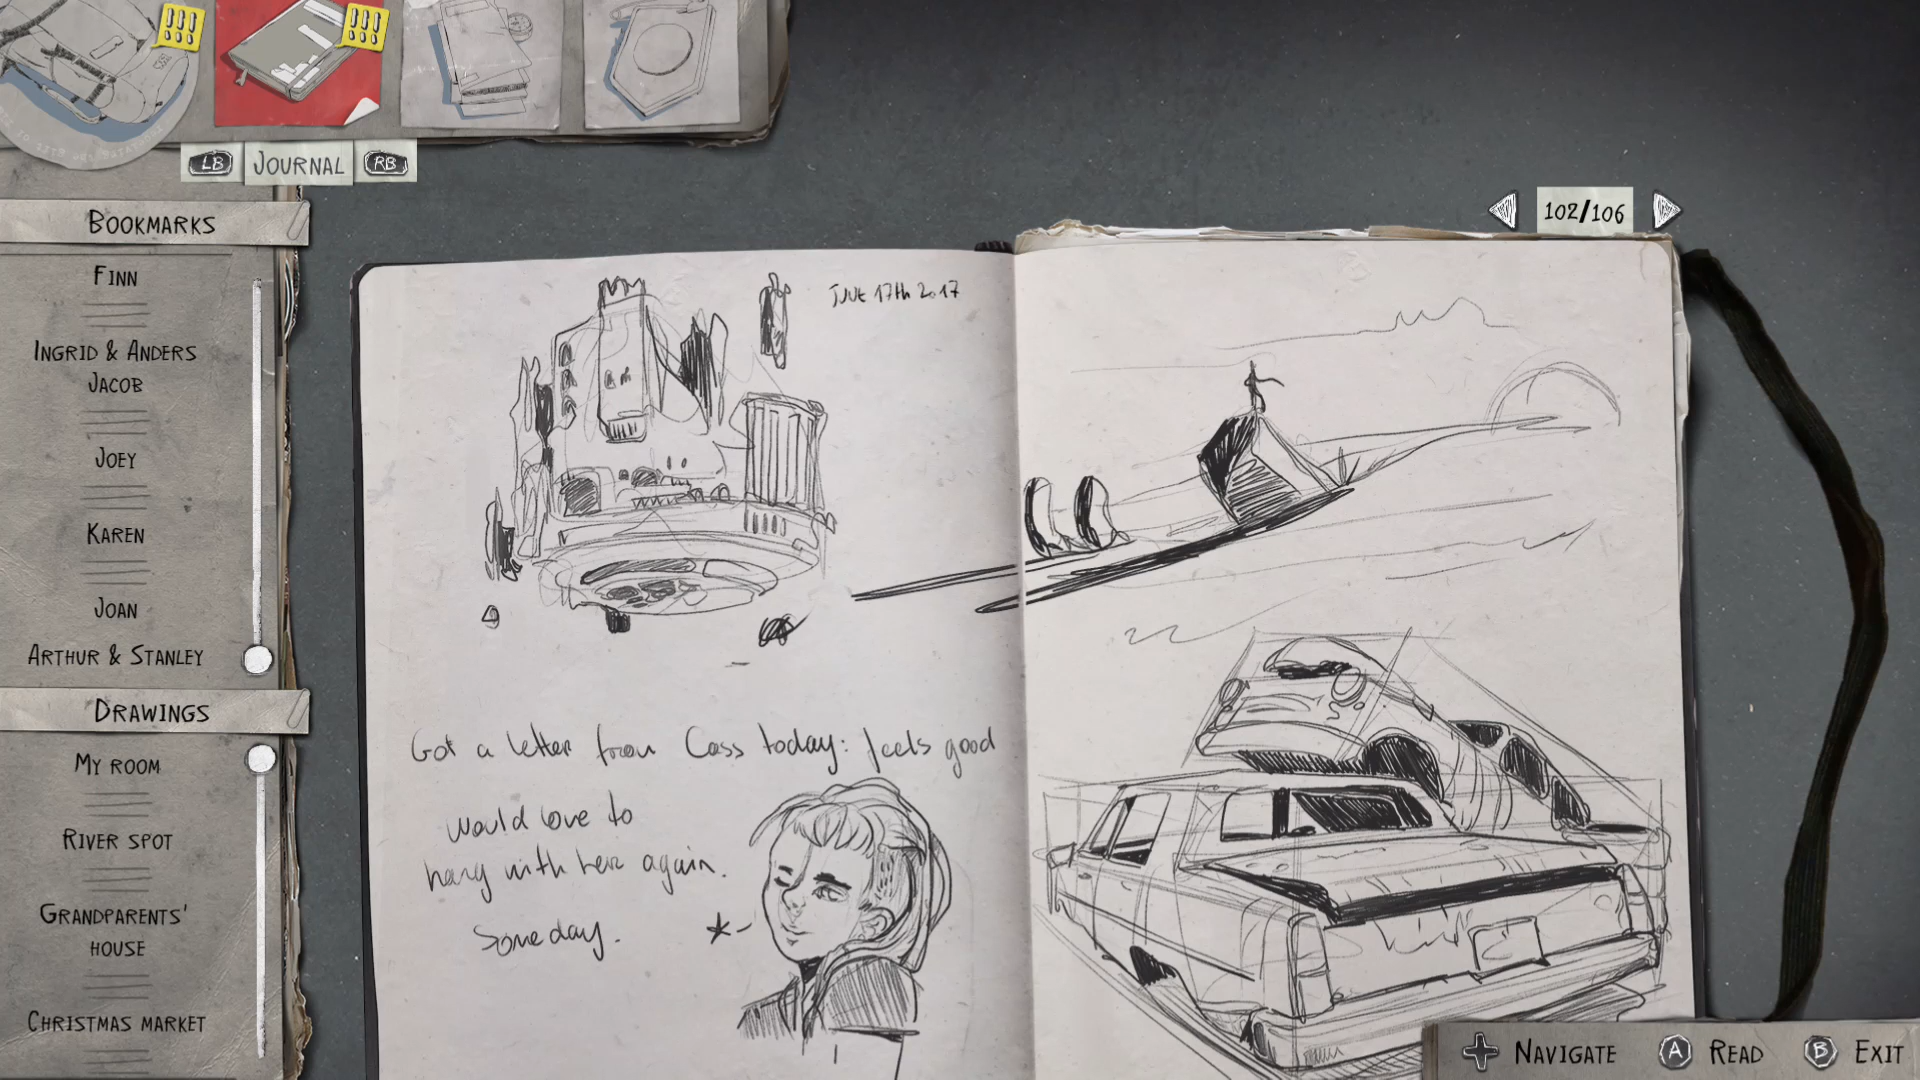 LB JOURNAL RB
BOOKMARKS
FINN
INGRID & ANDERS
JACOB
JOEY
KAREN
JOAN
ARTHUR & STANLEY
DRAWINGS
MY ROOM
RIVER SPOT
GRANDPARENTS'
HOUSE
CHRISTMAS MARKET
102/106
JUNE 17th 2017
Got a letter from Cass today: feels good
Would love to
hang with her again.
Someday.
NAVIGATE A READ B EXIT